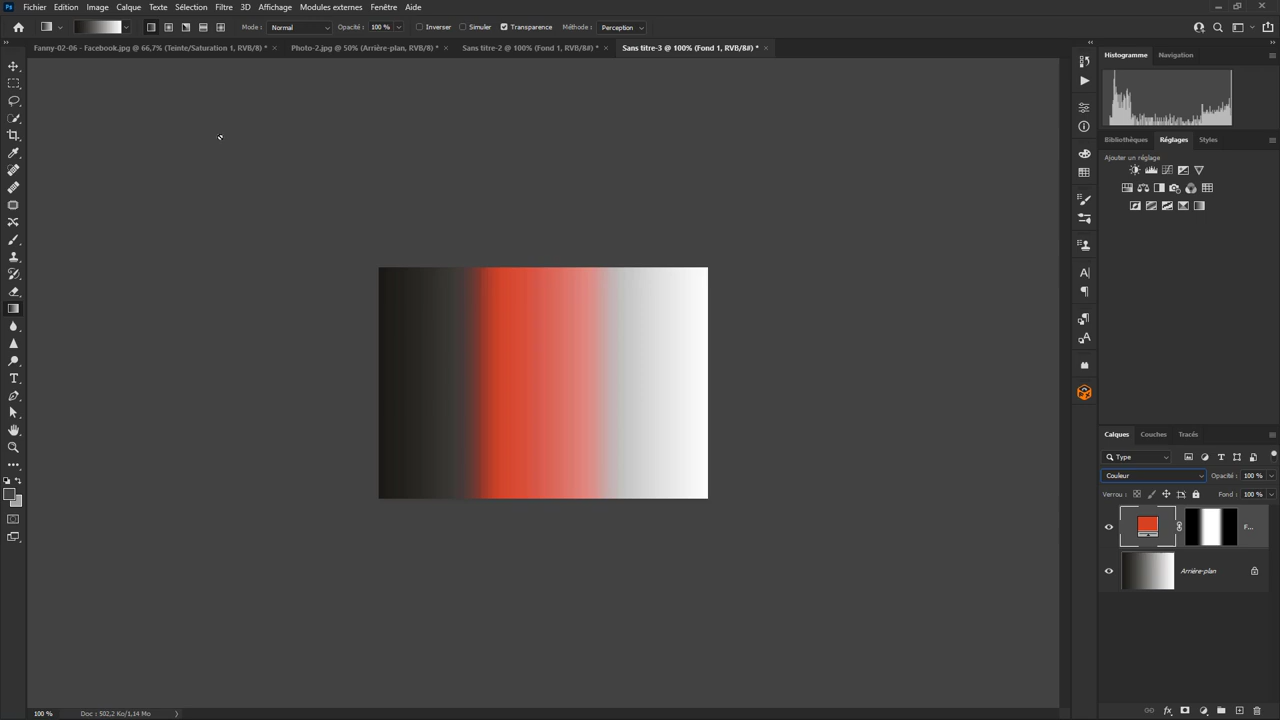 Ps Fichier Edition Image Calque Texte Sélection Filtre 3D Affichage Modules externes Fenêtre Aide
Mode : Normal Opacité : 100 % Inverser Simuler Transparence Méthode : Perception
Fanny-02-06 - Facebook.jpg @ 66,7% (Teinte/Saturation 1, RVB/8) * × Photo-2.jpg @ 50% (Arrière-plan, RVB/8) * × Sans titre-2 @ 100% (Fond 1, RVB/8#) * × Sans titre-3 @ 100% (Fond 1, RVB/8#) * ×
Histogramme Navigation
Bibliothèques Réglages Styles
Ajouter un réglage
Calques Couches Tracés
Type
Couleur Opacité : 100 %
Verrou : Fond : 100 %
F...
Arrière-plan
100 % Doc : 502,2 Ko/1,14 Mo